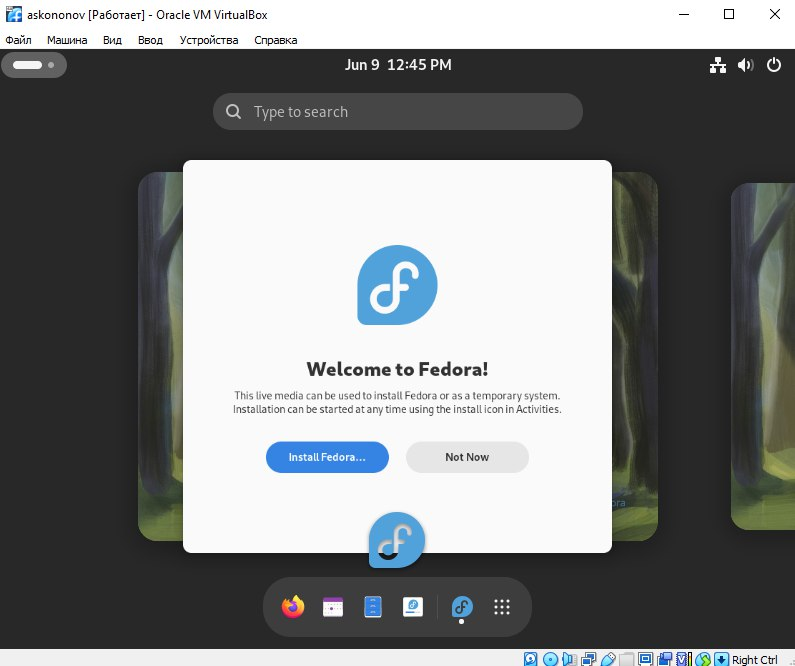 askononov [Работает] - Oracle VM VirtualBox
Файл Машина Вид Ввод Устройства Справка
Jun 9 12:45 PM
Type to search
Welcome to Fedora!
This live media can be used to install Fedora or as a temporary system.
Installation can be started at any time using the install icon in Activities.
Install Fedora... Not Now
ora
Right Ctrl